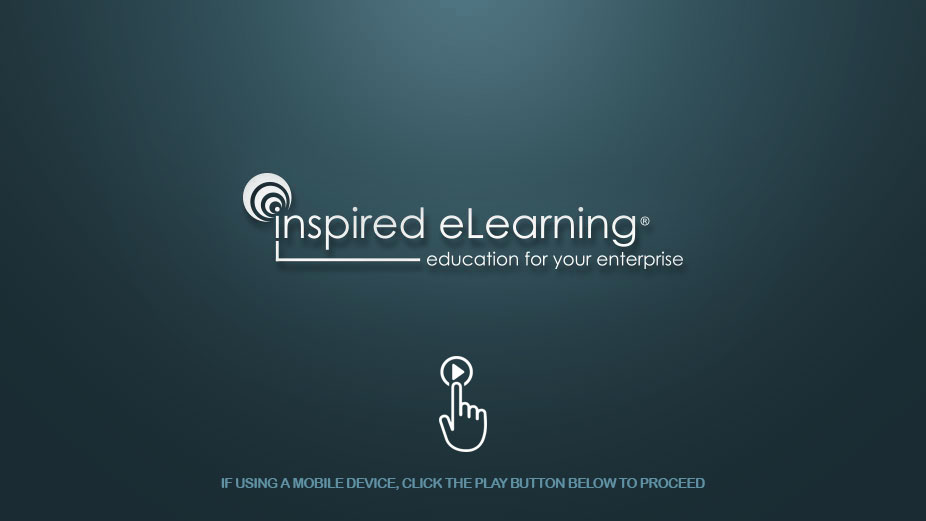 inspired eLearning®
education for your enterprise
IF USING A MOBILE DEVICE, CLICK THE PLAY BUTTON BELOW TO PROCEED